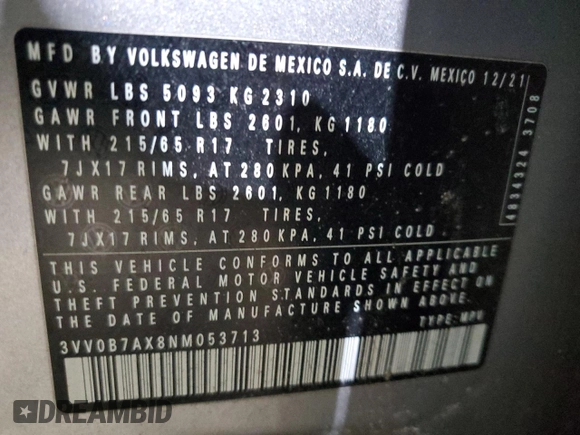 MFD BY VOLKSWAGEN DE MEXICO S.A. DE C.V. MEXICO 12/21
GVWR LBS 5093 KG 2310
GAWR FRONT LBS 2601, KG 1180
WITH 215/65 R17 TIRES,
7JX17 RIMS, AT 280 KPA, 41 PSI COLD
GAWR REAR LBS 2601, KG 1180
WITH 215/65 R17 TIRES,
7JX17 RIMS, AT 280 KPA, 41 PSI COLD
THIS VEHICLE CONFORMS TO ALL APPLICABLE
U.S. FEDERAL MOTOR VEHICLE SAFETY AND
THEFT PREVENTION STANDARDS IN EFFECT ON
THE DATE OF MANUFACTURE SHOWN ABOVE.
3VV0B7AX8NM053713 TYPE: MPV
4834324 3708
DREAMBID